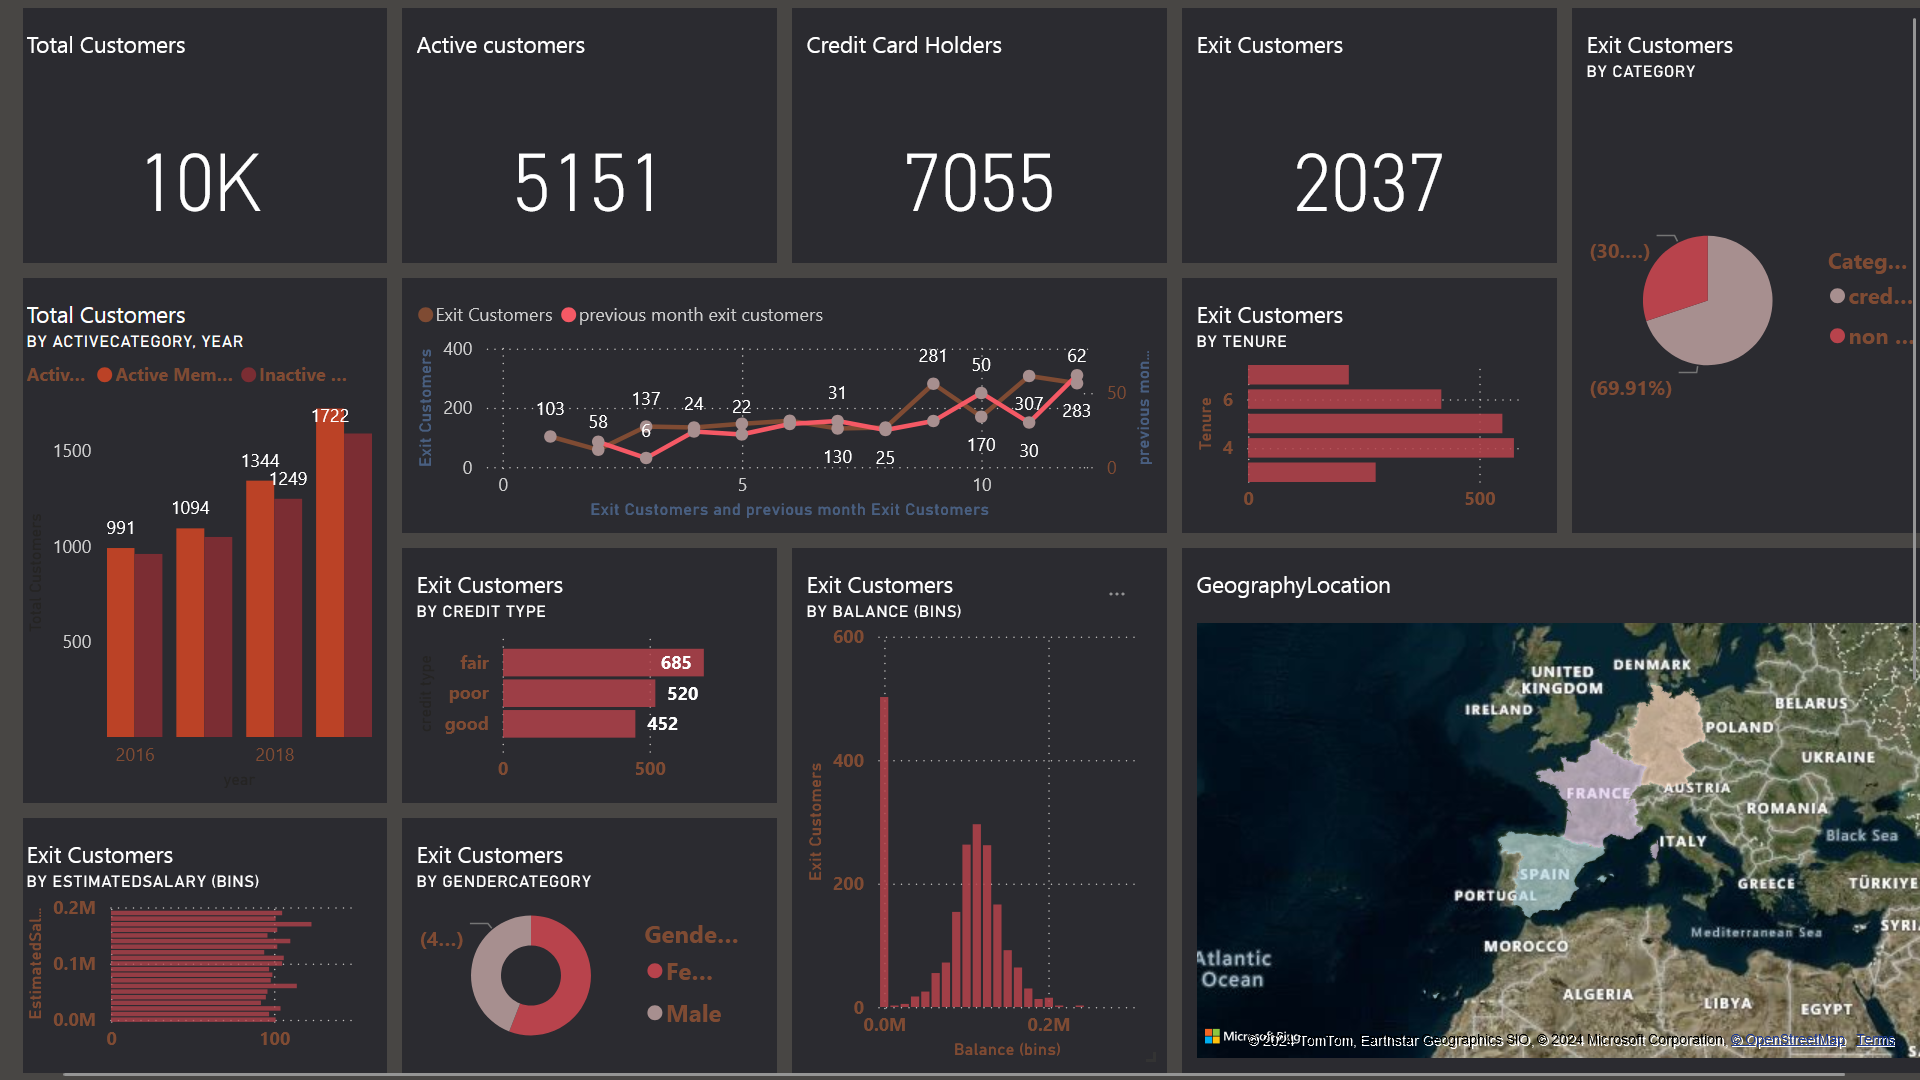 Total Customers
10K
Active customers
5151
Credit Card Holders
7055
Exit Customers
2037
Exit Customers
BY CATEGORY
(30....)
(69.91%)
Categ...
cred...
non ...
Total Customers
BY ACTIVECATEGORY, YEAR
Activ... Active Mem... Inactive ...
Total Customers
1500
1000
500
991
1094
1344
1249
1722
2016 2018
year
Exit Customers previous month exit customers
Exit Customers
400
200
0
103 58 137 6 24 22 31 130 25 281 50 170 307 30 62 283
50
0
previous mon...
0 5 10
Exit Customers and previous month Exit Customers
Exit Customers
BY TENURE
Tenure
6
4
0 500
Exit Customers
BY CREDIT TYPE
credit type
fair 685
poor 520
good 452
0 500
Exit Customers
BY BALANCE (BINS)
...
Exit Customers
600
400
200
0
0.0M 0.2M
Balance (bins)
GeographyLocation
UNITED
KINGDOM
DENMARK
IRELAND
BELARUS
POLAND
UKRAINE
FRANCE
AUSTRIA
ROMANIA
Black Sea
ITALY
SPAIN
PORTUGAL
GREECE
TÜRKIYE
SYRI
Mediterranean Sea
MOROCCO
Atlantic
Ocean
ALGERIA
LIBYA
EGYPT
Microsoft Bing
© 2024 TomTom, Earthstar Geographics SIO, © 2024 Microsoft Corporation, © OpenStreetMap Terms
Exit Customers
BY ESTIMATEDSALARY (BINS)
EstimatedSal...
0.2M
0.1M
0.0M
0 100
Exit Customers
BY GENDERCATEGORY
(4...)
Gende...
Fe...
Male